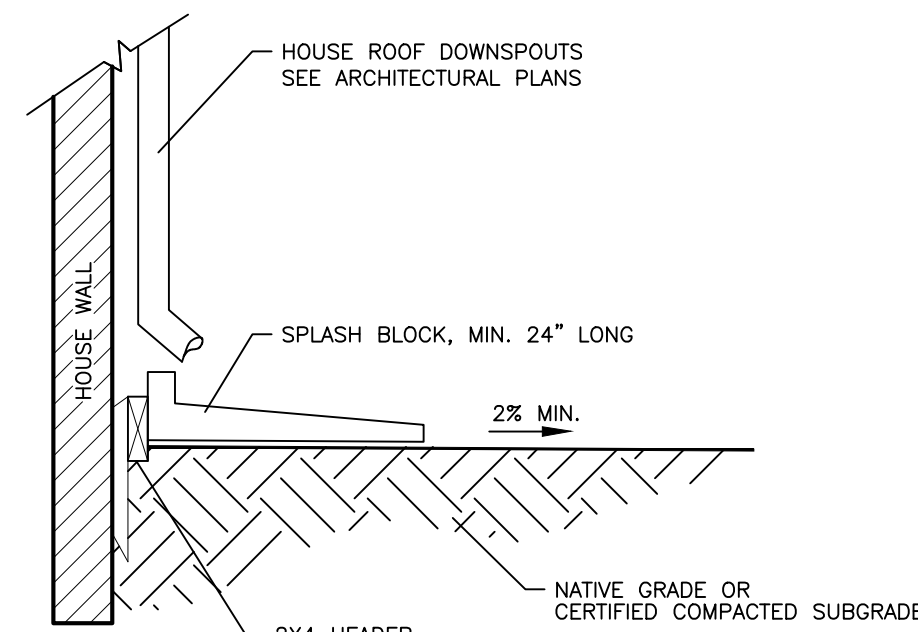 HOUSE ROOF DOWNSPOUTS
SEE ARCHITECTURAL PLANS
HOUSE WALL
SPLASH BLOCK, MIN. 24" LONG
2% MIN.
NATIVE GRADE OR
CERTIFIED COMPACTED SUBGRADE
2X4 HEADER